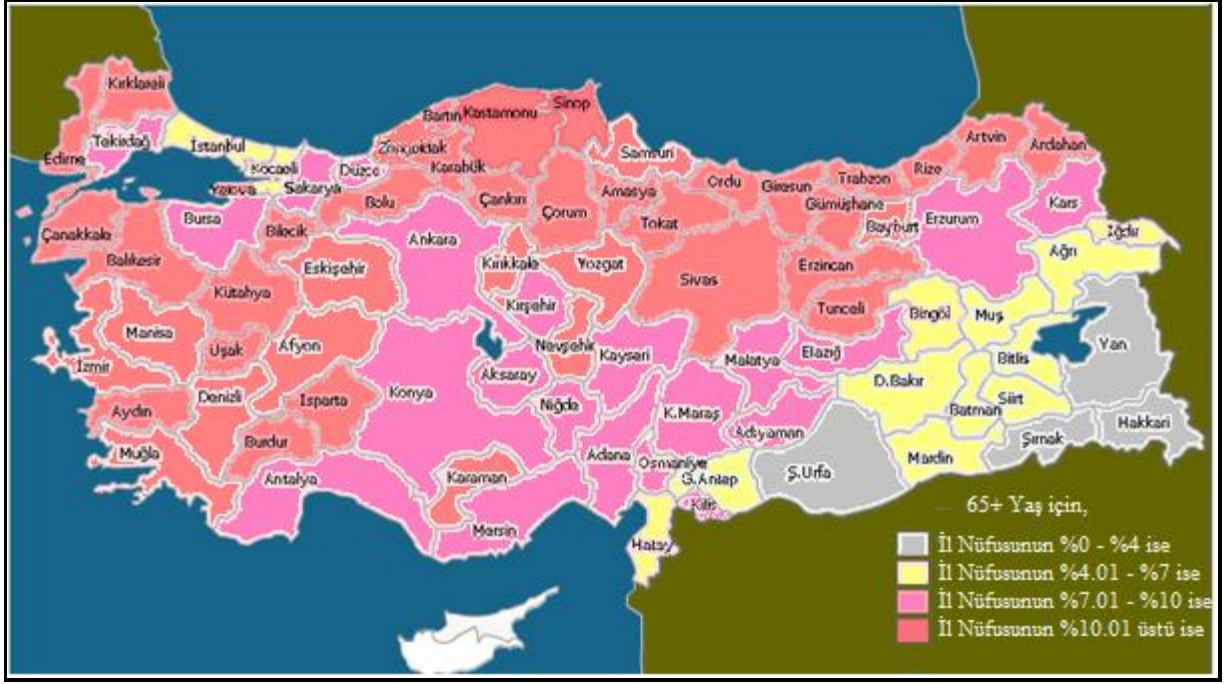 Kırklareli
Edirne
Tekirdağ
İstanbul
Kocaeli
Yalova
Sakarya
Düzce
Zonguldak
Bartın
Kastamonu
Sinop
Karabük
Samsun
Çanakkale
Balıkesir
Bursa
Bilecik
Bolu
Çankırı
Çorum
Amasya
Tokat
Ordu
Giresun
Trabzon
Gümüşhane
Bayburt
Rize
Artvin
Ardahan
Kars
Erzurum
Iğdır
Ağrı
Kütahya
Eskişehir
Ankara
Kırıkkale
Yozgat
Kırşehir
Sivas
Erzincan
Tunceli
Bingöl
Muş
Bitlis
Van
İzmir
Manisa
Uşak
Afyon
Konya
Aksaray
Nevşehir
Kayseri
Niğde
Malatya
Elazığ
D.Bakır
Batman
Siirt
Şırnak
Hakkari
Aydın
Denizli
Isparta
Burdur
Muğla
Antalya
Karaman
Mersin
Adana
K.Maraş
Osmaniye
Adıyaman
G.Antep
Kilis
Hatay
Ş.Urfa
Mardin
65+ Yaş için,
İl Nüfusunun %0 - %4 ise
İl Nüfusunun %4.01 - %7 ise
İl Nüfusunun %7.01 - %10 ise
İl Nüfusunun %10.01 üstü ise